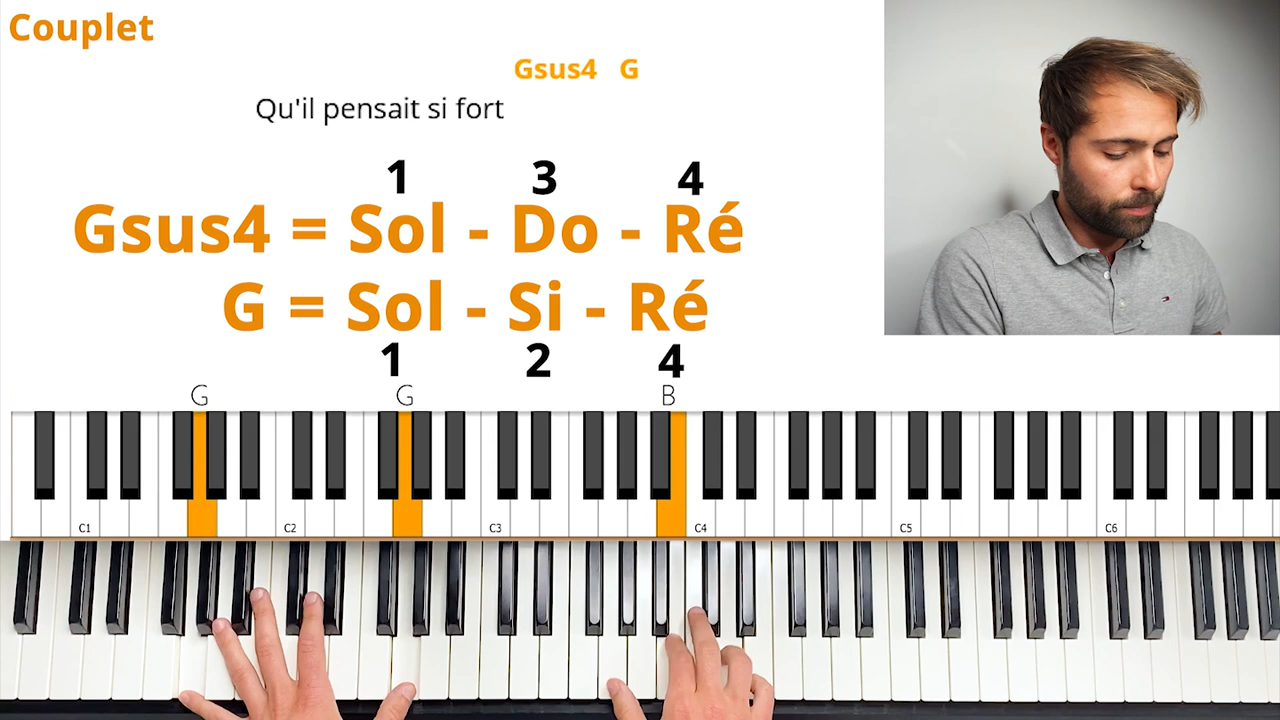 Couplet
Gsus4 G
Qu'il pensait si fort
1 3 4
Gsus4 = Sol - Do - Ré
G = Sol - Si - Ré
1 2 4
G G B
C1 C2 C3 C4 C5 C6